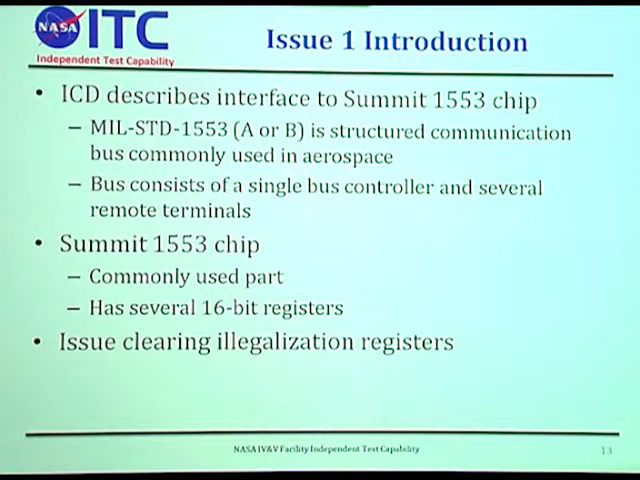 NASA ITC
Independent Test Capability
Issue 1 Introduction
• ICD describes interface to Summit 1553 chip
– MIL-STD-1553 (A or B) is structured communication
bus commonly used in aerospace
– Bus consists of a single bus controller and several
remote terminals
• Summit 1553 chip
– Commonly used part
– Has several 16-bit registers
• Issue clearing illegalization registers
NASA IV&V Facility Independent Test Capability
13